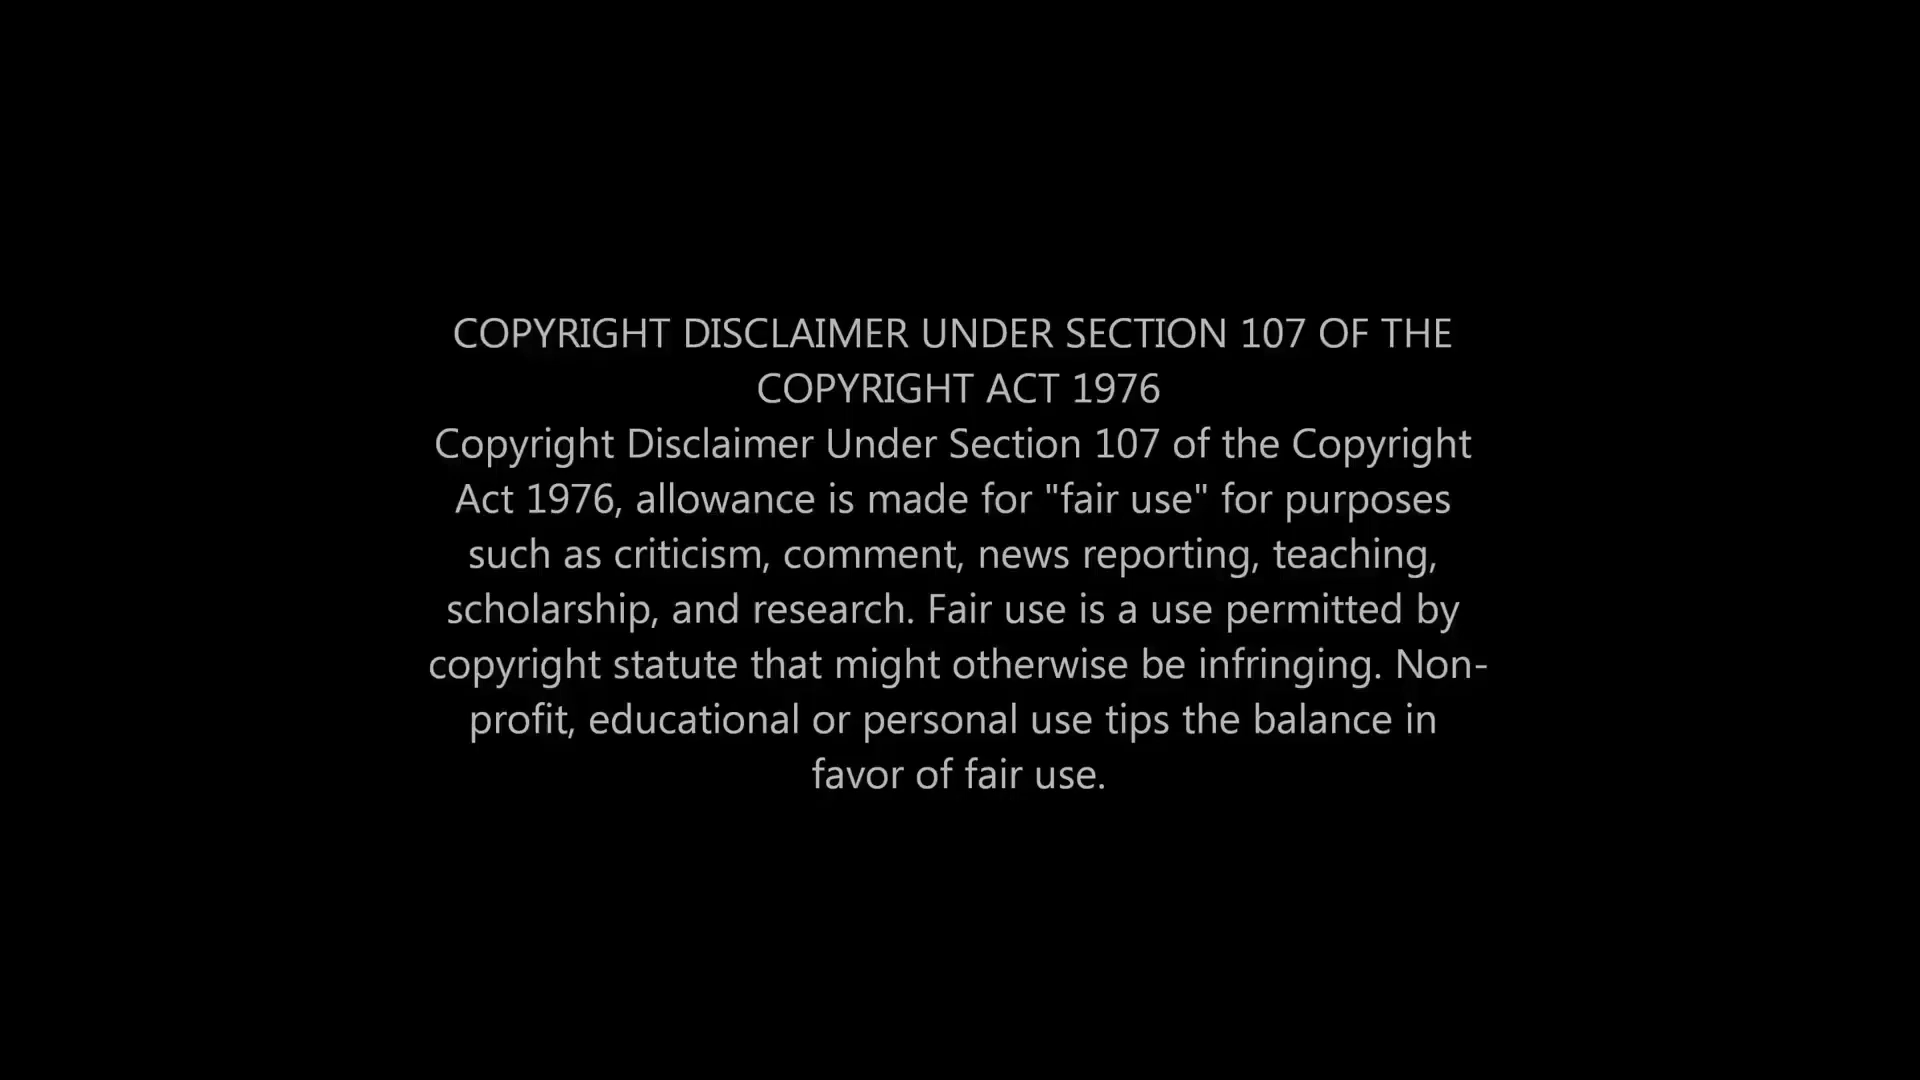 COPYRIGHT DISCLAIMER UNDER SECTION 107 OF THE
COPYRIGHT ACT 1976
Copyright Disclaimer Under Section 107 of the Copyright
Act 1976, allowance is made for "fair use" for purposes
such as criticism, comment, news reporting, teaching,
scholarship, and research. Fair use is a use permitted by
copyright statute that might otherwise be infringing. Non-
profit, educational or personal use tips the balance in
favor of fair use.